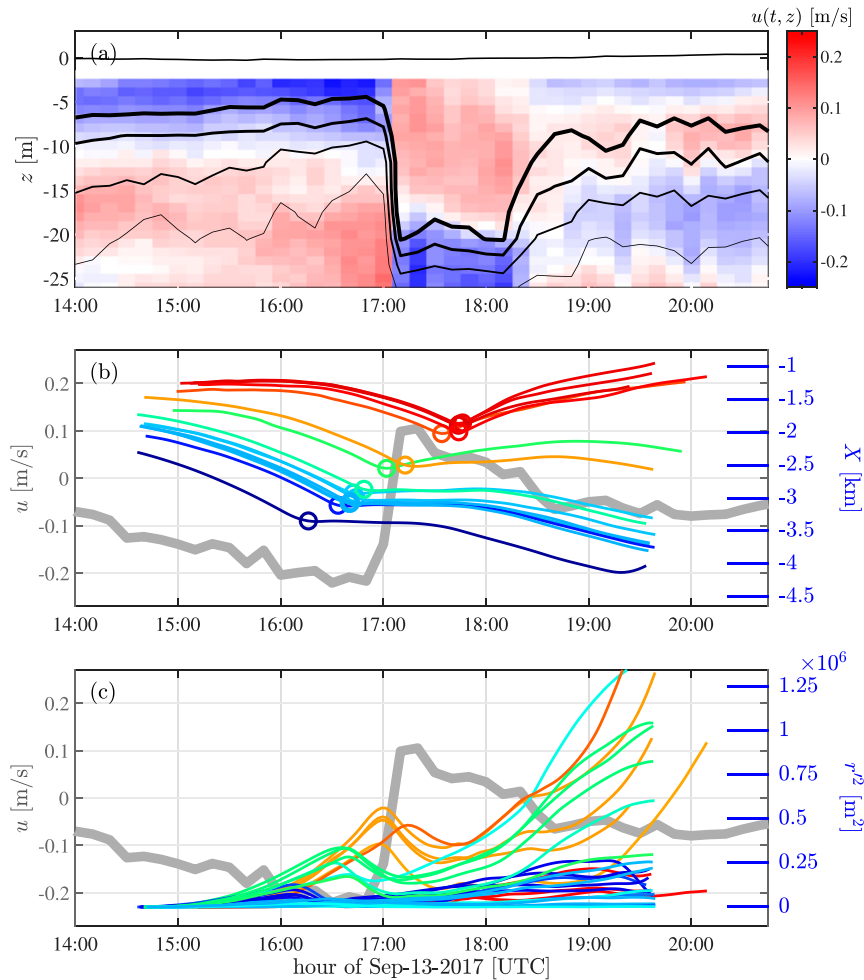 u(t, z) [m/s]
(a)
0
-5
-10
-15
-20
-25
z [m]
0.2
0.1
0
-0.1
-0.2
14:00 15:00 16:00 17:00 18:00 19:00 20:00
(b)
0.2
0.1
0
-0.1
-0.2
u [m/s]
-1
-1.5
-2
-2.5
-3
-3.5
-4
-4.5
X [km]
14:00 15:00 16:00 17:00 18:00 19:00 20:00
×10⁶
(c)
0.2
0.1
0
-0.1
-0.2
u [m/s]
1.25
1
0.75
0.5
0.25
0
r′² [m²]
14:00 15:00 16:00 17:00 18:00 19:00 20:00
hour of Sep-13-2017 [UTC]